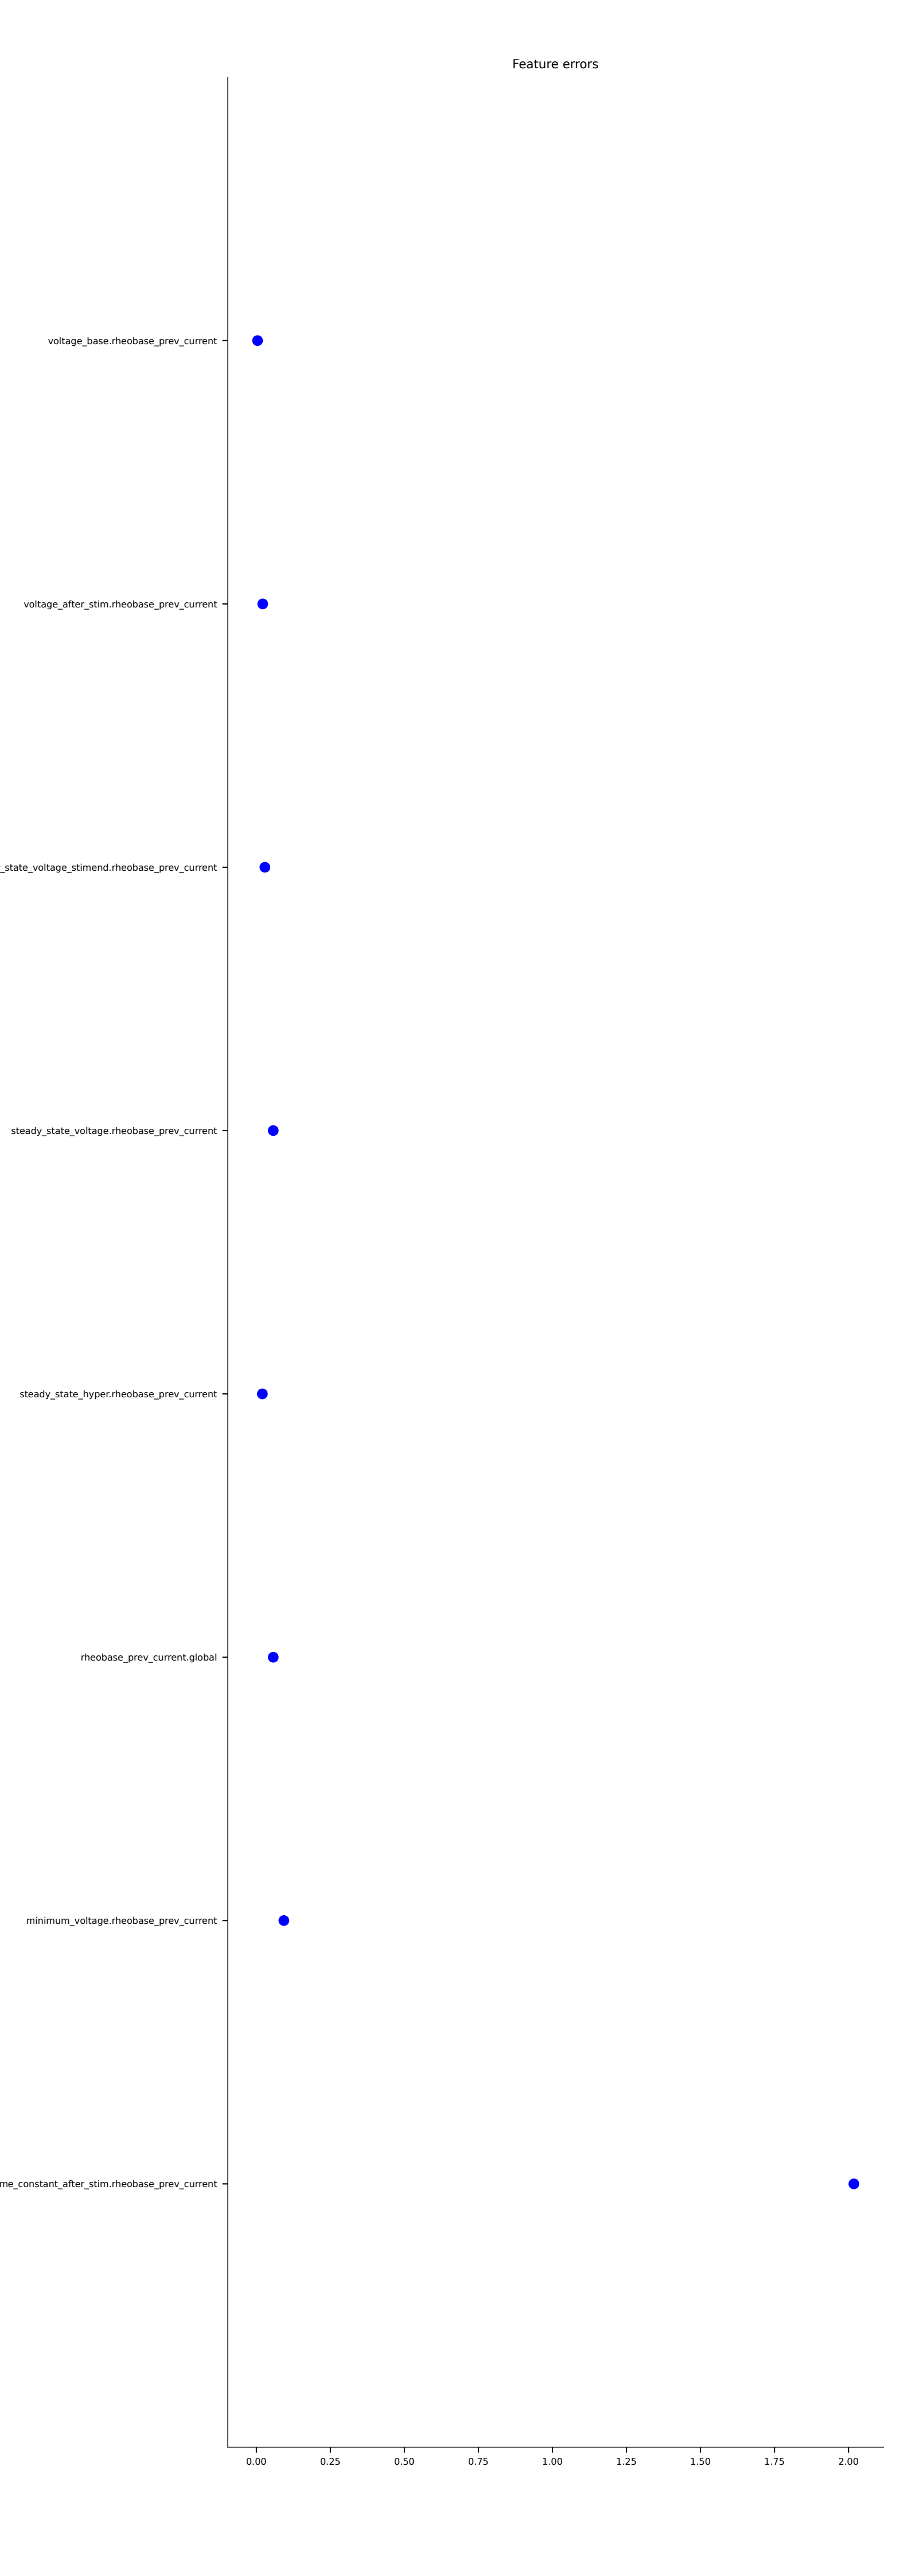 Feature errors
voltage_base.rheobase_prev_current
voltage_after_stim.rheobase_prev_current
_state_voltage_stimend.rheobase_prev_current
steady_state_voltage.rheobase_prev_current
steady_state_hyper.rheobase_prev_current
rheobase_prev_current.global
minimum_voltage.rheobase_prev_current
me_constant_after_stim.rheobase_prev_current
0.00 0.25 0.50 0.75 1.00 1.25 1.50 1.75 2.00